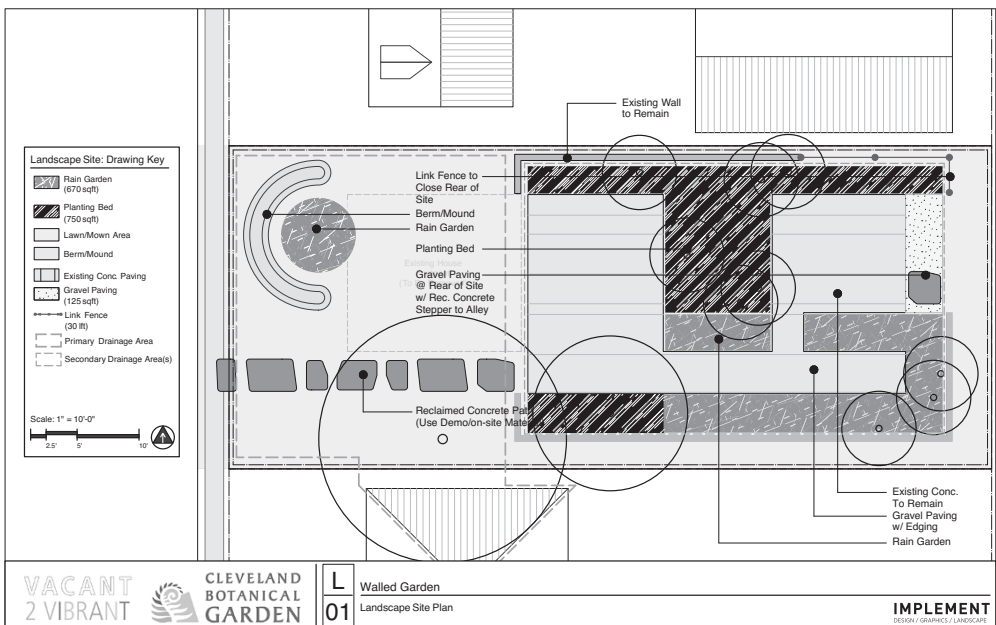 Landscape Site: Drawing Key
Rain Garden
(670 sqft)
Planting Bed
(750 sqft)
Lawn/Mown Area
Berm/Mound
Existing Conc. Paving
Gravel Paving
(125 sqft)
Link Fence
(30 lft)
Primary Drainage Area
Secondary Drainage Area(s)
Scale: 1" = 10'-0"
2.5' 5' 10'
Existing Wall
to Remain
Link Fence to
Close Rear of
Site
Berm/Mound
Rain Garden
Planting Bed
Existing House
(To
Gravel Paving
@ Rear of Site
w/ Rec. Concrete
Stepper to Alley
Reclaimed Concrete
(Use Demo/on-site
Existing Conc.
To Remain
Gravel Paving
w/ Edging
Rain Garden
VACANT
2 VIBRANT
CLEVELAND
BOTANICAL
GARDEN
L
01
Walled Garden
Landscape Site Plan
IMPLEMENT
DESIGN / GRAPHICS / LANDSCAPE